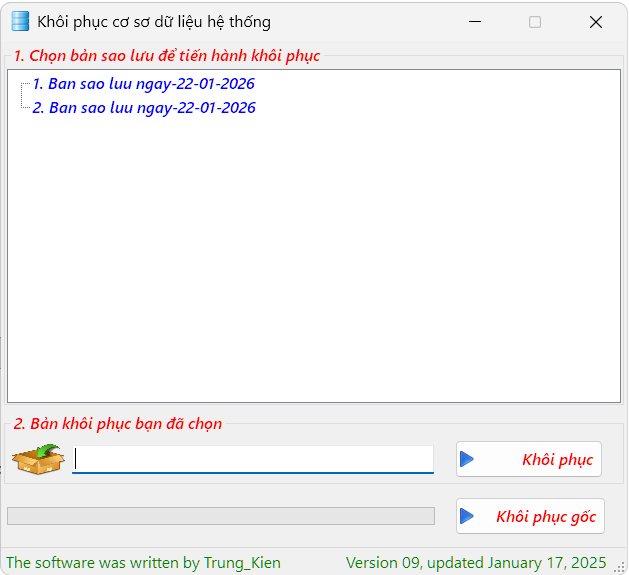 Khôi phục cơ sơ dữ liệu hệ thống
1. Chọn bản sao lưu để tiến hành khôi phục
1. Ban sao luu ngay-22-01-2026
2. Ban sao luu ngay-22-01-2026
2. Bản khôi phục bạn đã chọn
Khôi phục
Khôi phục gốc
The software was written by Trung_Kien
Version 09, updated January 17, 2025